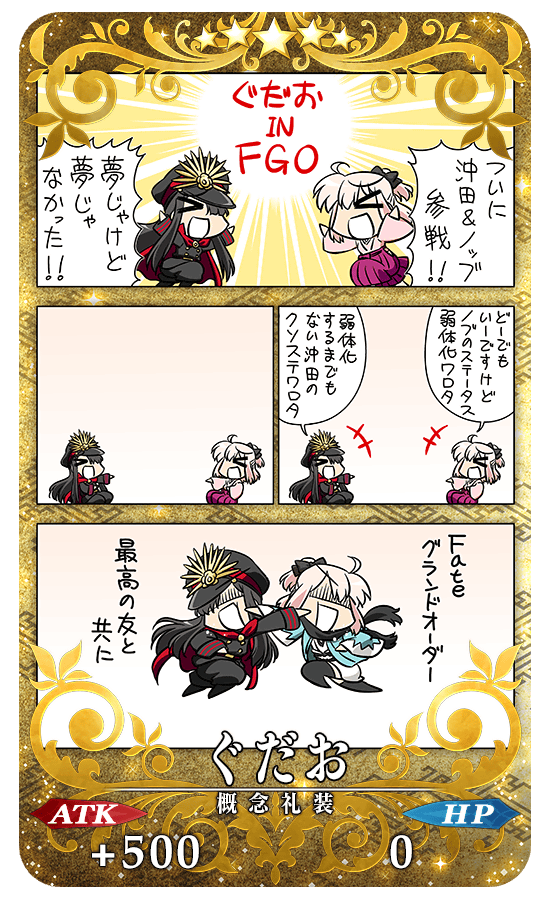 ぐだお
IN
FGO
ついに
沖田&ノッブ
参戦!!
夢じゃけど
夢じゃ
なかった!!
どーでも
いーですけど
ノブのステータス
弱体化ワロタ
弱体化
するまでも
ない沖田の
クソステワロタ
Fate
グランドオーダー
最高の友と
共に
ぐだお
概念礼装
ATK
HP
+500
0